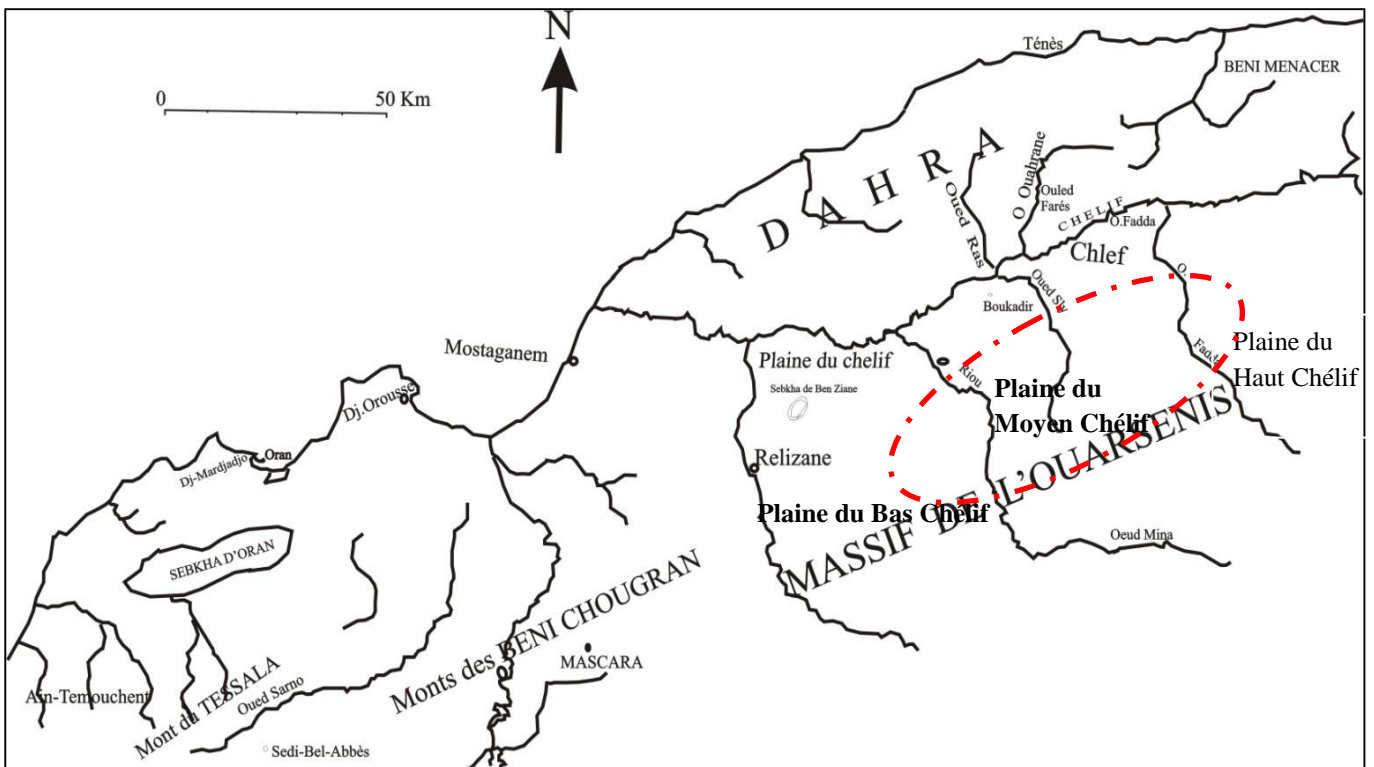 N
0 50 Km
Ténès
BENI MENACER
DAHRA
O Ouahrane
Oued Ras
Ouled
Farés
CHELIF
O.Fadda
Chlef
O.
Fadda
Oued Sly
Boukadir
Plaine du
Haut Chélif
Mostaganem
Plaine du chelif
Riou
Sebkha de Ben Ziane
Plaine du
Moyen Chélif
Dj.Orousse
Relizane
Dj-Mardjadjo
Oran
Plaine du Bas Chélif
MASSIF DE L'OUARSENIS
Oeud Mina
SEBKHA D'ORAN
Monts des BENI CHOUGRAN
MASCARA
Ain-Temouchent
Mont du TESSALA
Oued Sarno
Sedi-Bel-Abbès